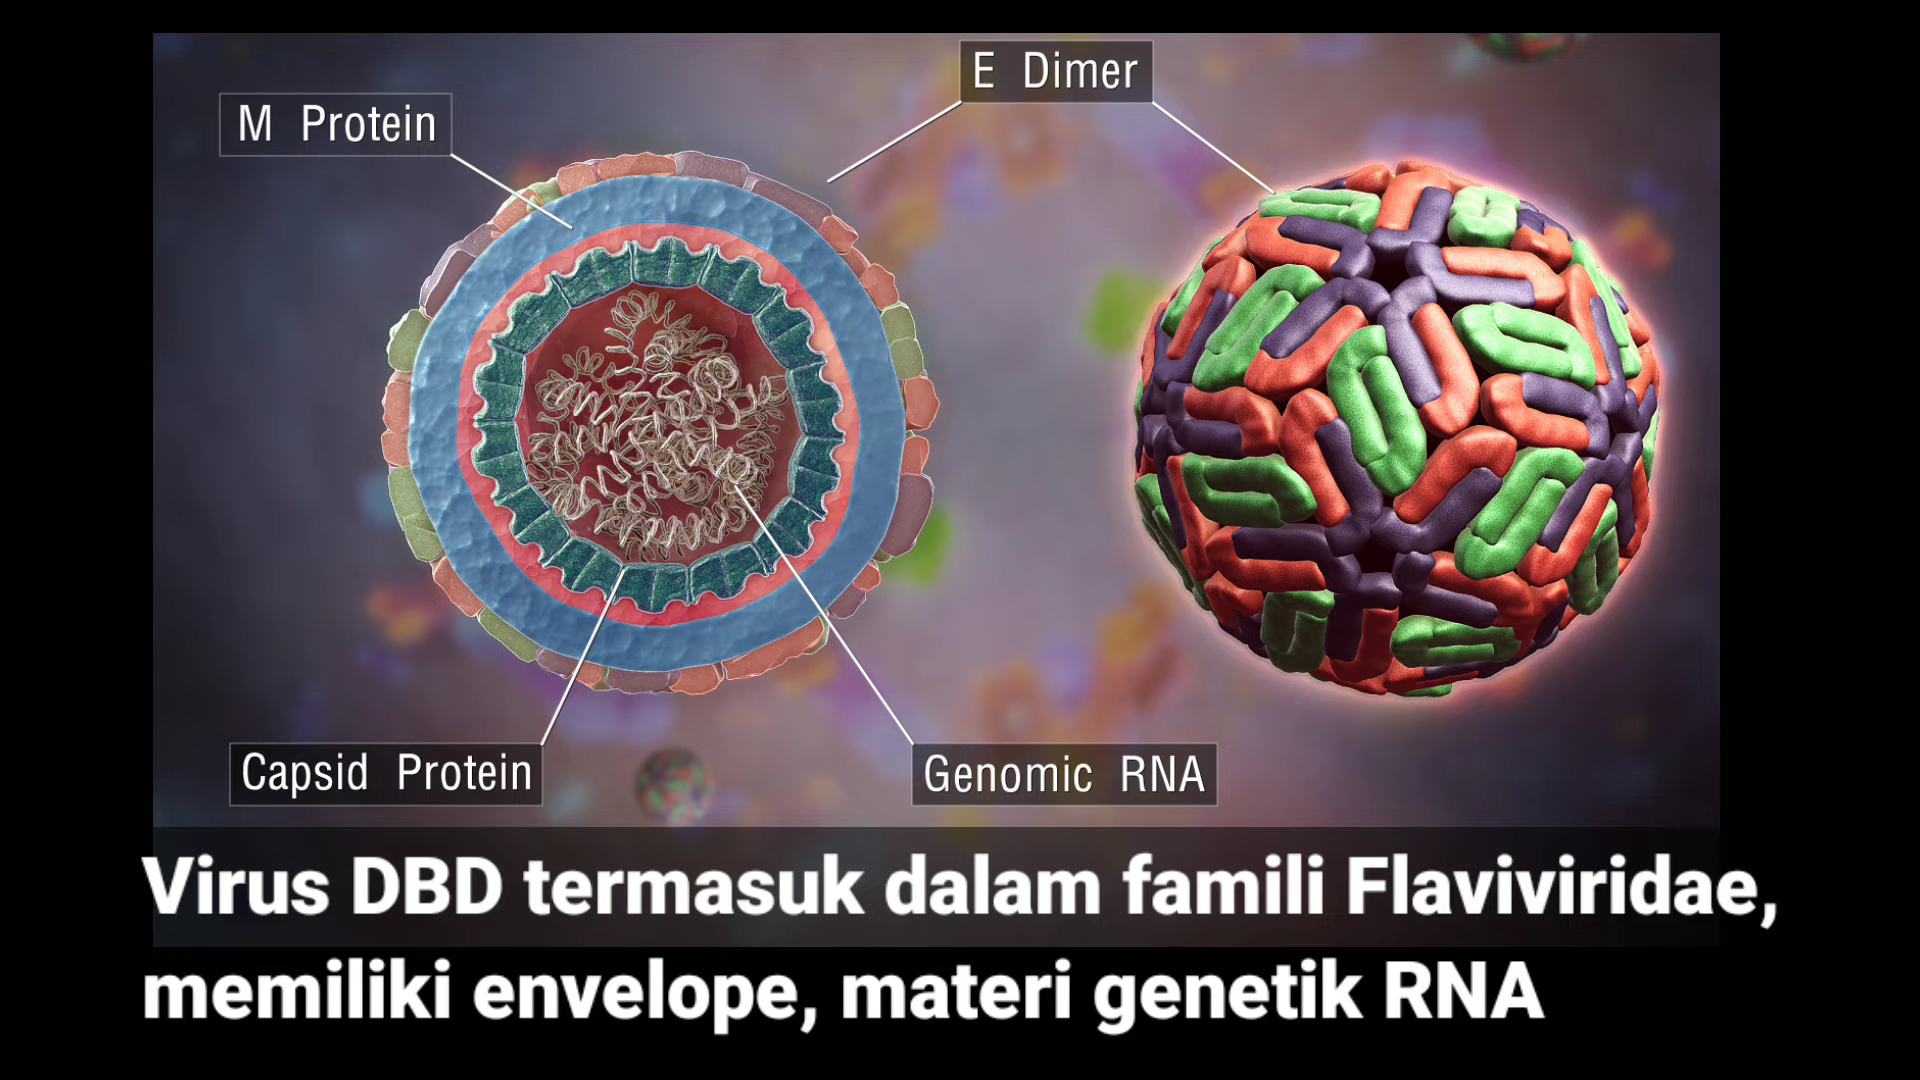 E Dimer
M Protein
Capsid Protein
Genomic RNA
Virus DBD termasuk dalam famili Flaviviridae,
memiliki envelope, materi genetik RNA